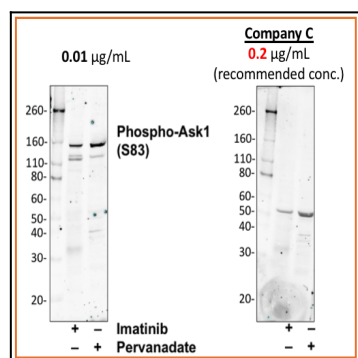 Company C
0.01 µg/mL
0.2 µg/mL
(recommended conc.)
260-
160-
110-
80-
60-
50-
40-
30-
20-
Phospho-Ask1
(S83)
260-
160-
110-
80-
60-
50-
40-
30-
20-
+ – Imatinib – +
– + Pervanadate + –